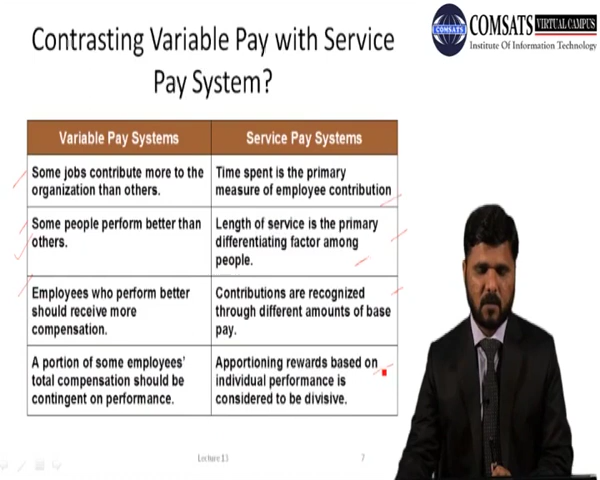 Contrasting Variable Pay with Service
Pay System?
COMSATS
COMSATS VIRTUAL CAMPUS
Institute Of Information Technology
Variable Pay Systems
Service Pay Systems
Some jobs contribute more to the
organization than others.
Time spent is the primary
measure of employee contribution
Some people perform better than
others.
Length of service is the primary
differentiating factor among
people.
Employees who perform better
should receive more
compensation.
Contributions are recognized
through different amounts of base
pay.
A portion of some employees'
total compensation should be
contingent on performance.
Apportioning rewards based on
individual performance is
considered to be divisive.
Lecture 13
7